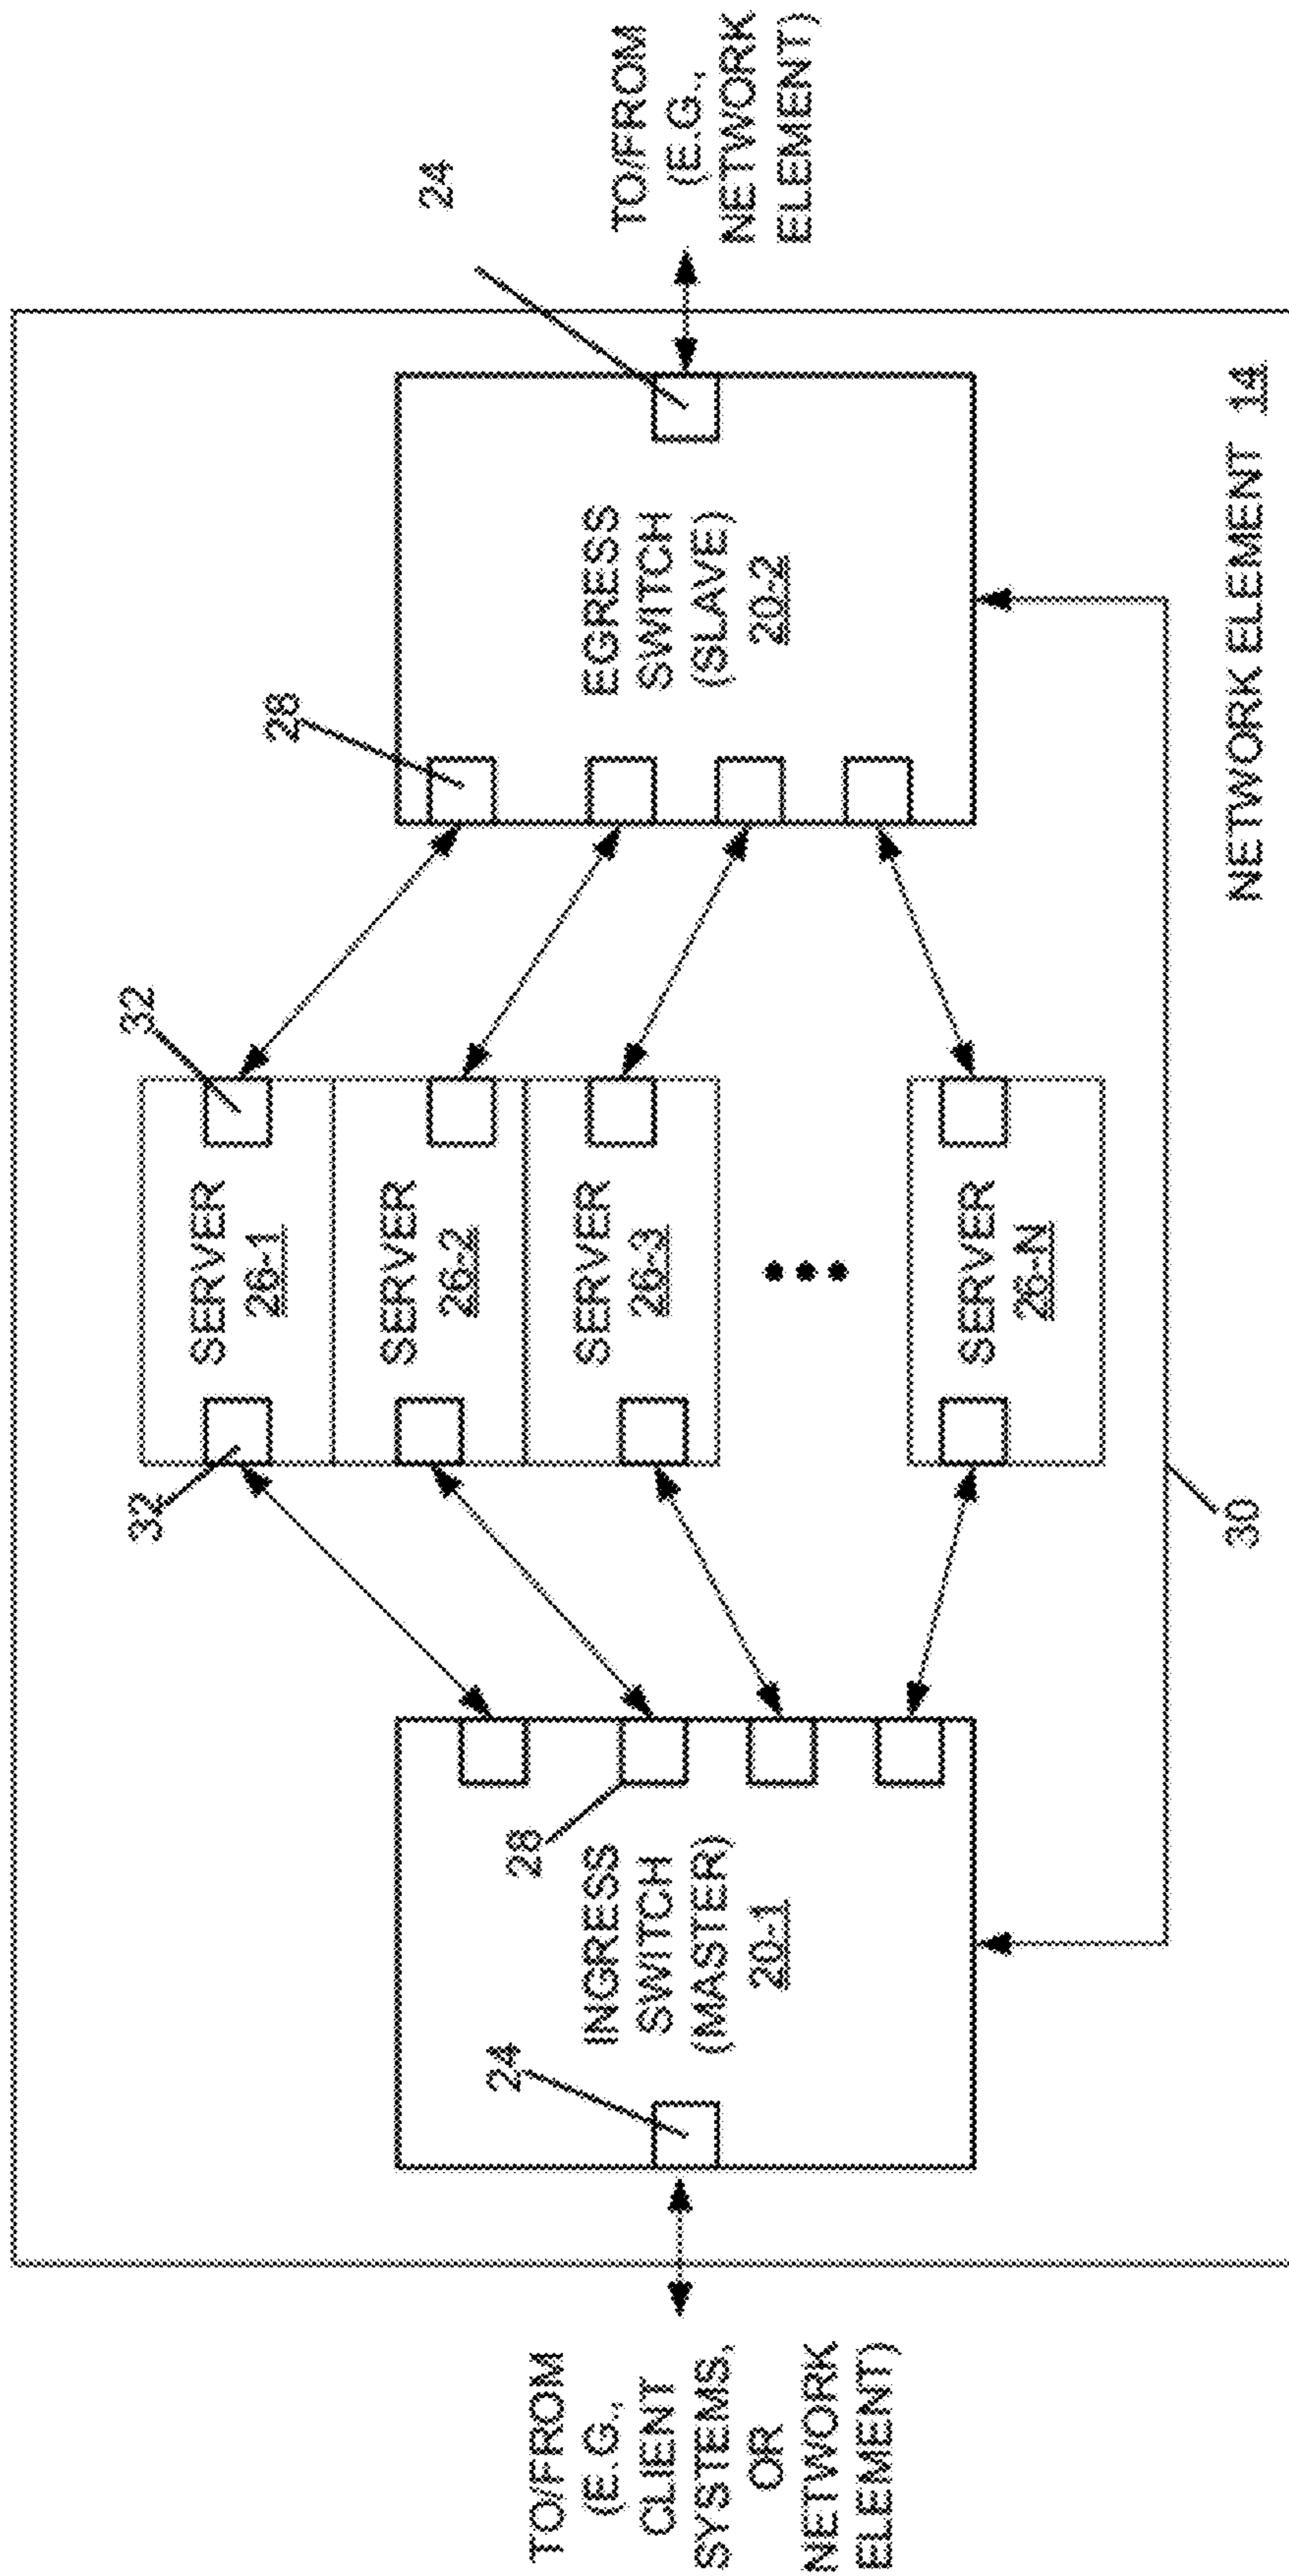 TO/FROM
(E.G.,
CLIENT
SYSTEMS,
OR
NETWORK
ELEMENT)
24
INGRESS
SWITCH
(MASTER)
20-1
28
32
32
SERVER
26-1
SERVER
26-2
SERVER
26-3
SERVER
26-N
30
28
EGRESS
SWITCH
(SLAVE)
20-2
24
TO/FROM
(E.G.,
NETWORK
ELEMENT)
NETWORK ELEMENT 14